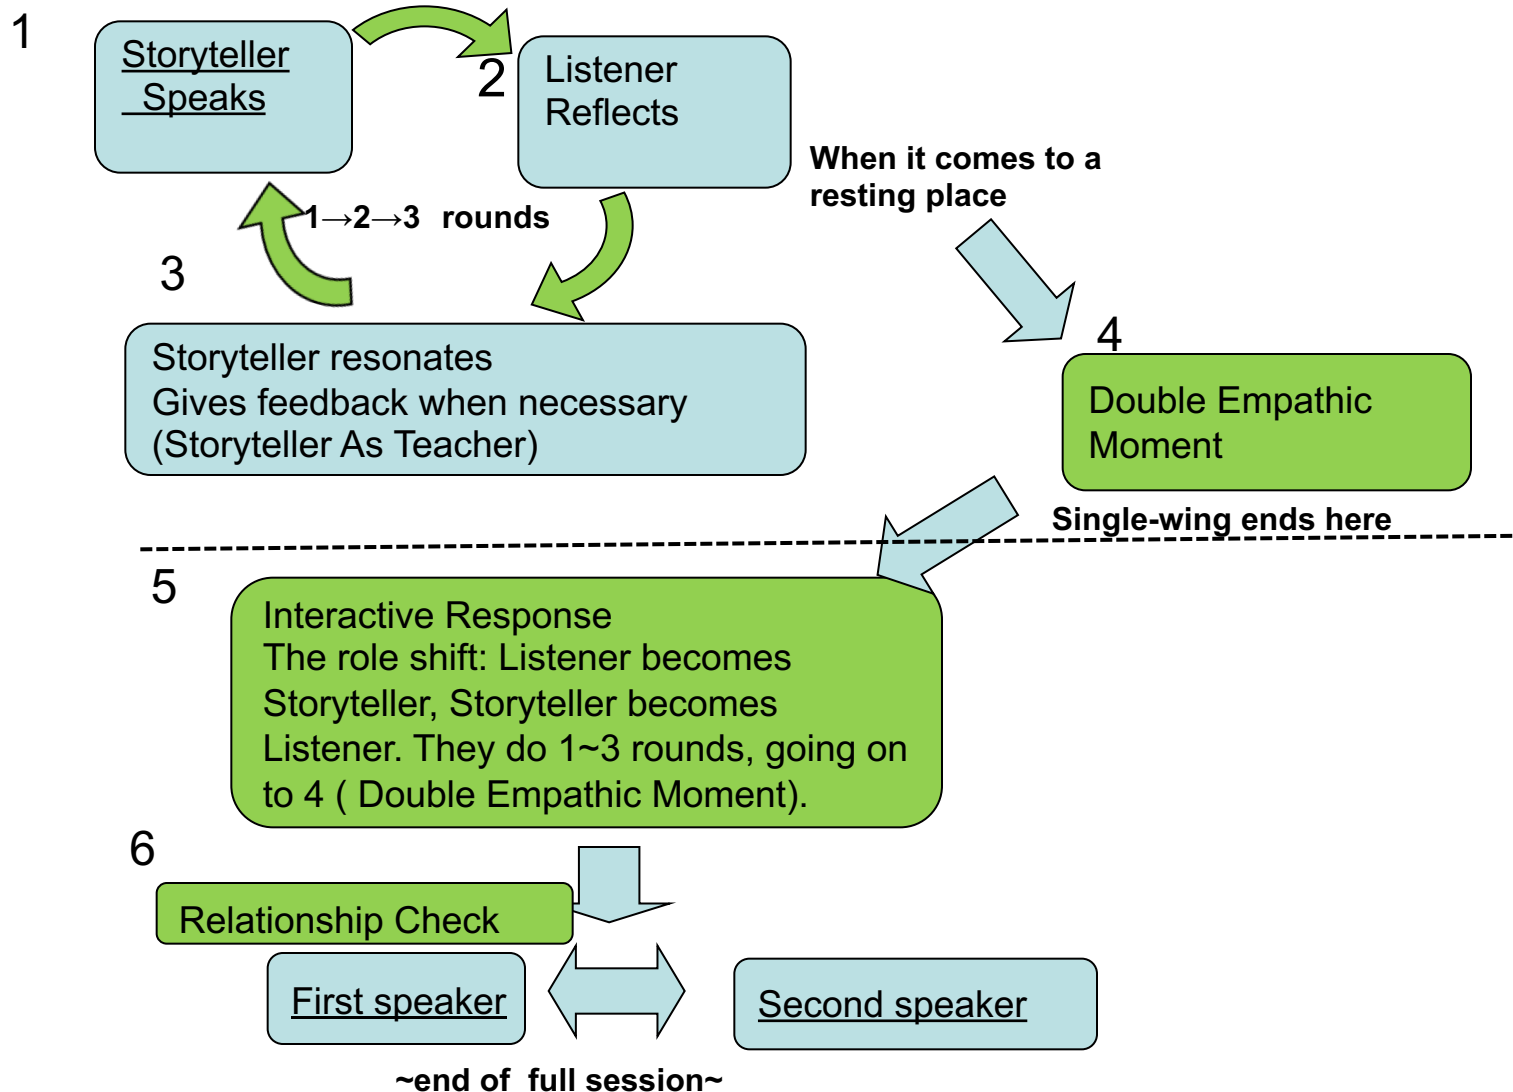 1
Storyteller
Speaks
2
Listener
Reflects
When it comes to a
resting place
1→2→3 rounds
3
Storyteller resonates
Gives feedback when necessary
(Storyteller As Teacher)
4
Double Empathic
Moment
Single-wing ends here
5
Interactive Response
The role shift: Listener becomes
Storyteller, Storyteller becomes
Listener. They do 1~3 rounds, going on
to 4 ( Double Empathic Moment).
6
Relationship Check
First speaker
Second speaker
~end of full session~